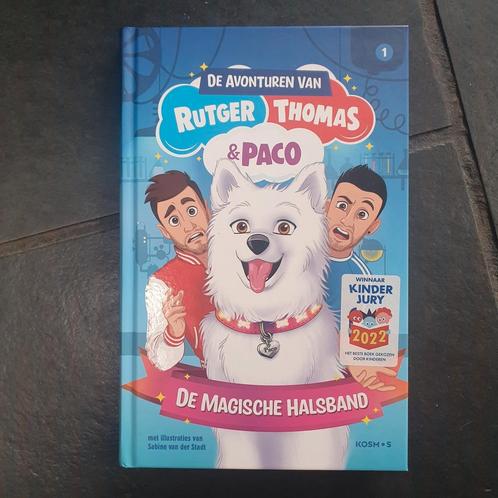 1
DE AVONTUREN VAN
RUTGER THOMAS
& PACO
WINNAAR
KINDER
JURY
2022
HET BESTE BOEK GEKOZEN
DOOR KINDEREN
DE MAGISCHE HALSBAND
met illustraties van
Sabine van der Stadt
KOSMOS